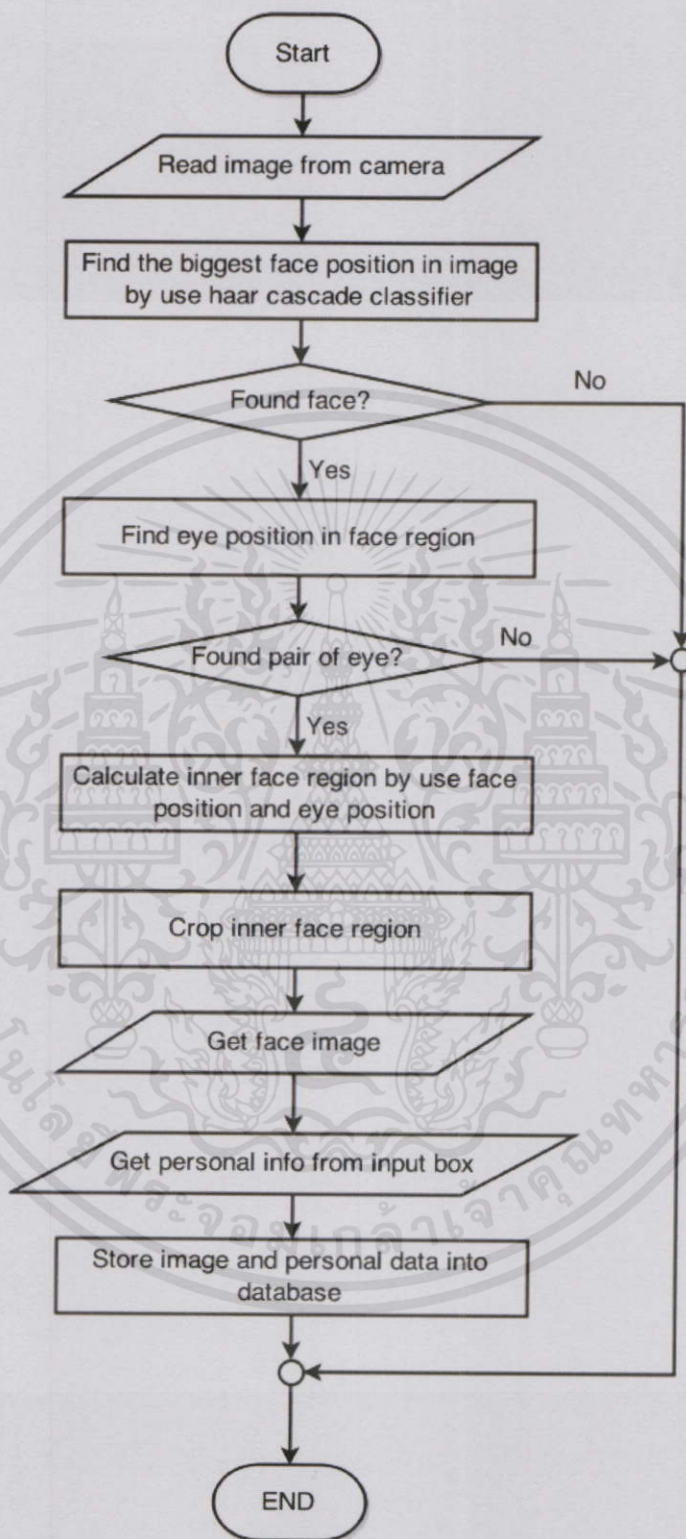 Start
Read image from camera
Find the biggest face position in image
by use haar cascade classifier
Found face?
No
Yes
Find eye position in face region
Found pair of eye?
No
Yes
Calculate inner face region by use face
position and eye position
Crop inner face region
Get face image
Get personal info from input box
Store image and personal data into
database
END